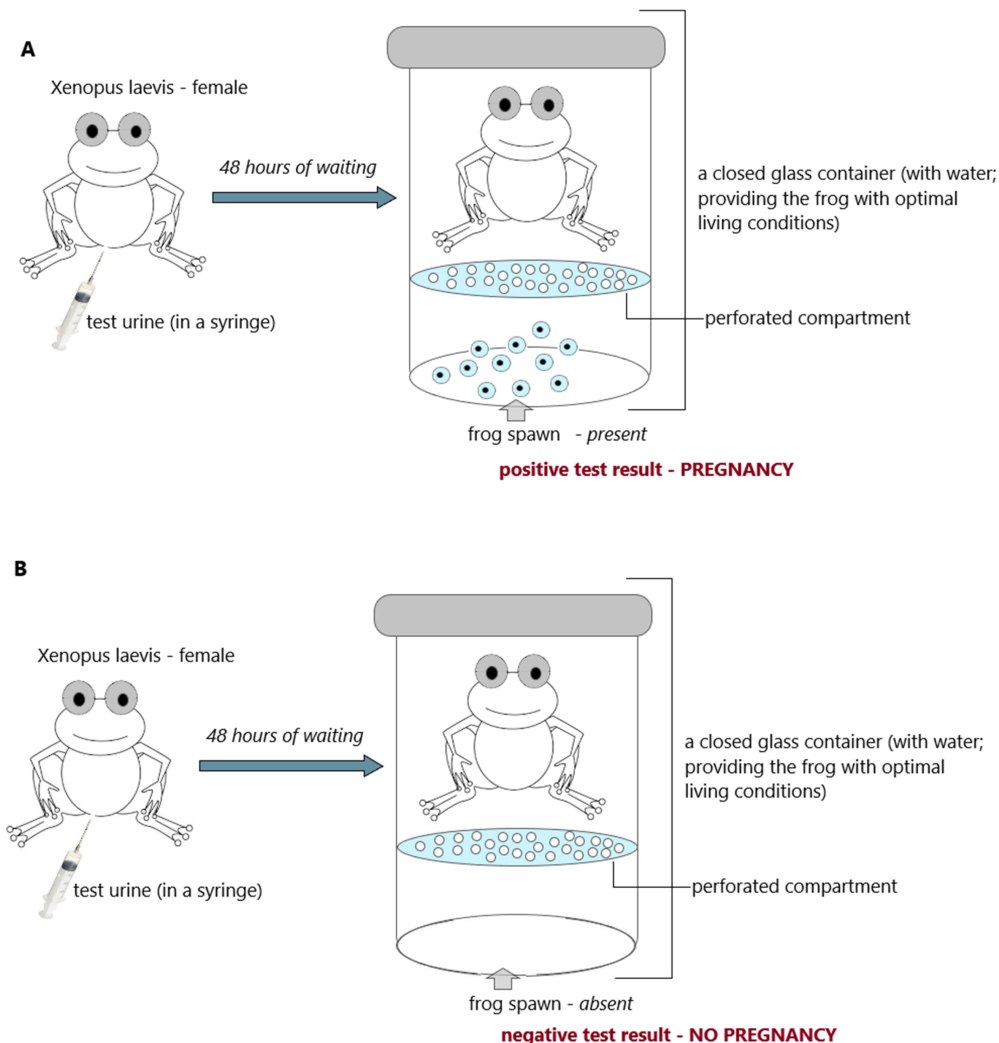 A
Xenopus laevis - female
48 hours of waiting
test urine (in a syringe)
a closed glass container (with water;
providing the frog with optimal
living conditions)
perforated compartment
frog spawn - present
positive test result - PREGNANCY
B
Xenopus laevis - female
48 hours of waiting
test urine (in a syringe)
a closed glass container (with water;
providing the frog with optimal
living conditions)
perforated compartment
frog spawn - absent
negative test result - NO PREGNANCY